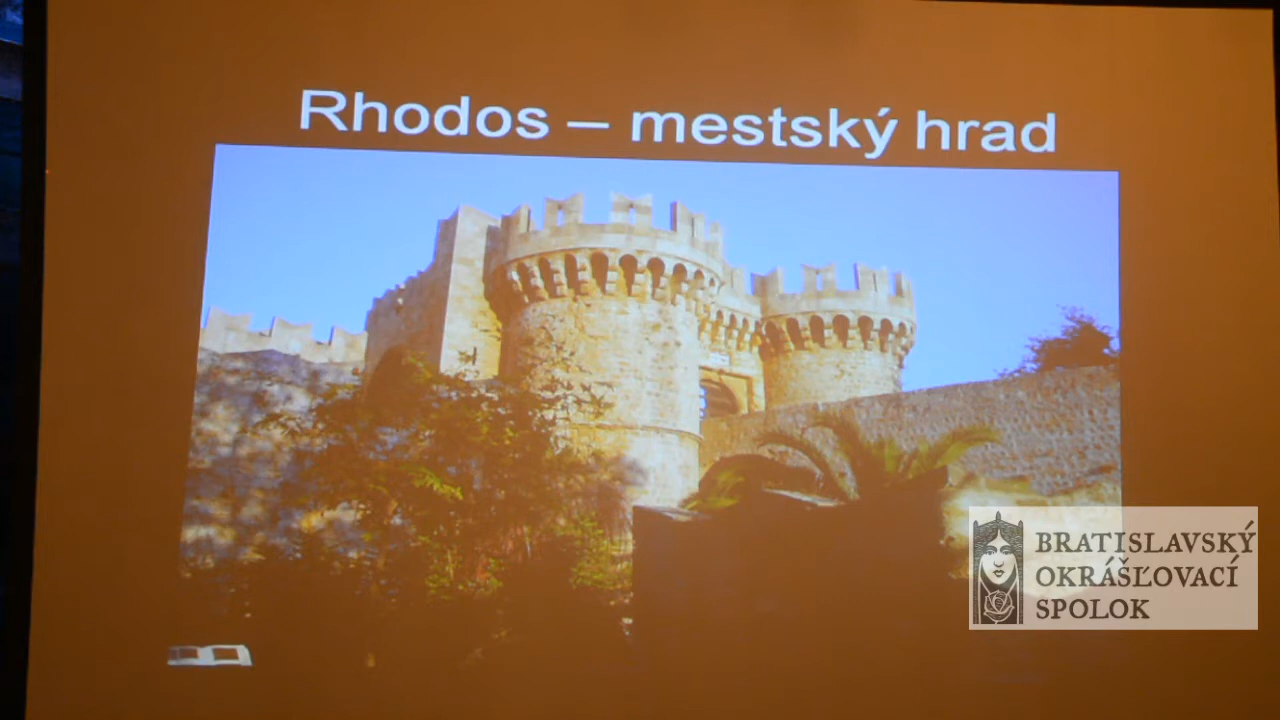 Rhodos – mestský hrad
BRATISLAVSKÝ
OKRÁŠĽOVACÍ
SPOLOK